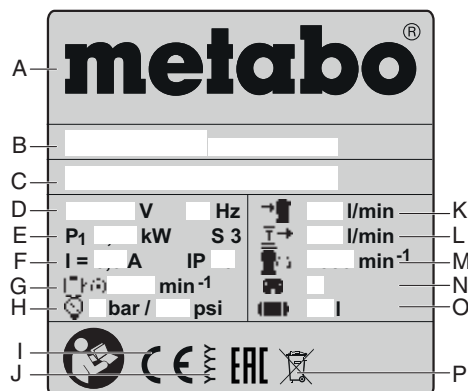 metabo®
A
B
C
D V Hz
E P1 kW S 3
F I = A IP
G min-1
H bar / psi
K l/min
L l/min
M min-1
N
O l
I
J CE EAC
P